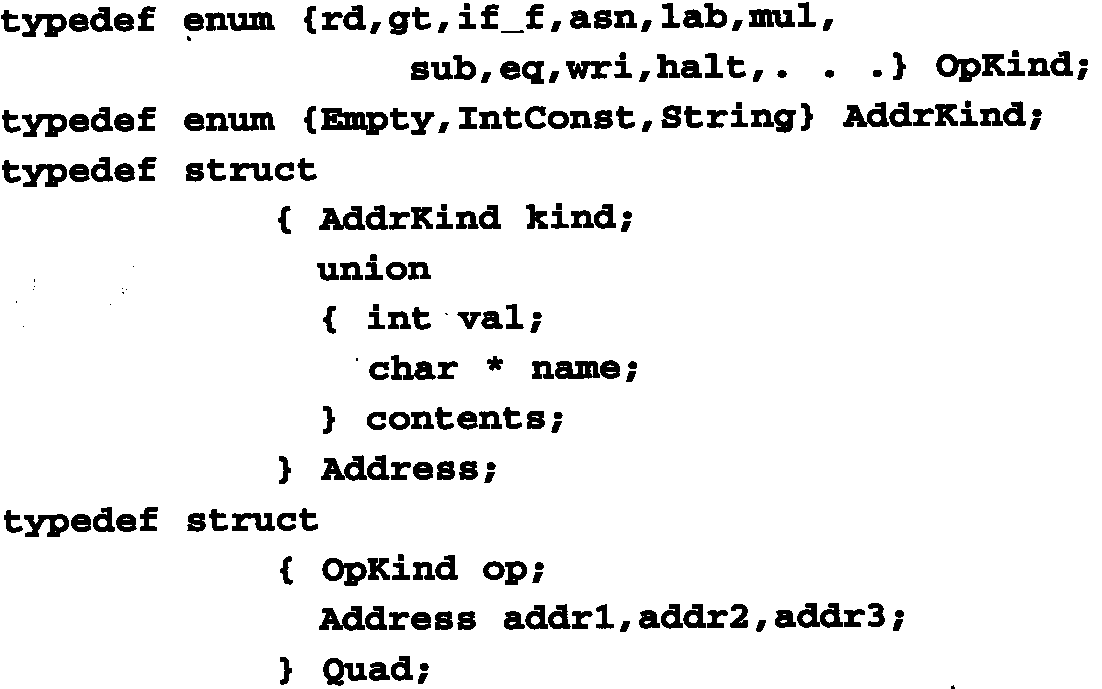 typedef enum {rd,gt,if_f,asn,lab,mul,
sub,eq,wri,halt,. . .} OpKind;
typedef enum {Empty,IntConst,String} AddrKind;
typedef struct
{ AddrKind kind;
union
{ int val;
char * name;
} contents;
} Address;
typedef struct
{ OpKind op;
Address addr1,addr2,addr3;
} Quad;